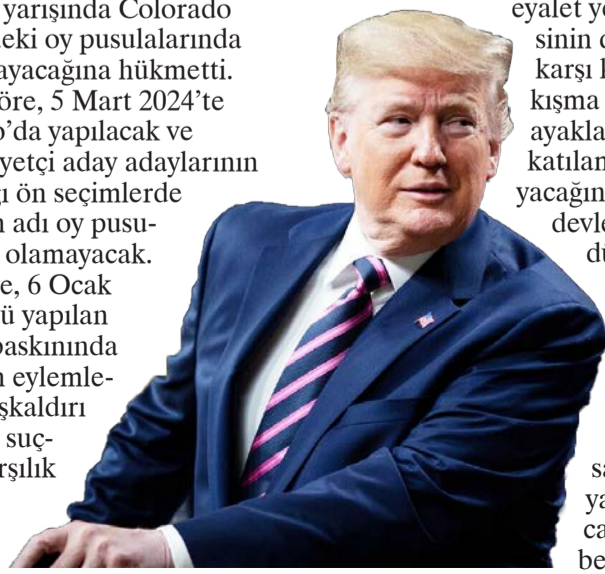 yarışında Colorado
eki oy pusulalarında
ayacağına hükmetti.
öre, 5 Mart 2024’te
o’da yapılacak ve
yetçi aday adaylarının
ı ön seçimlerde
n adı oy pusu-
olamayacak.
e, 6 Ocak
ü yapılan
baskınında
n eylemle-
şkaldırı
suç-
rşılık
eyalet ye
sinin
karşı
kışma
ayakla
katılan
yacağın
devle
dü
sa
ya
ca
be